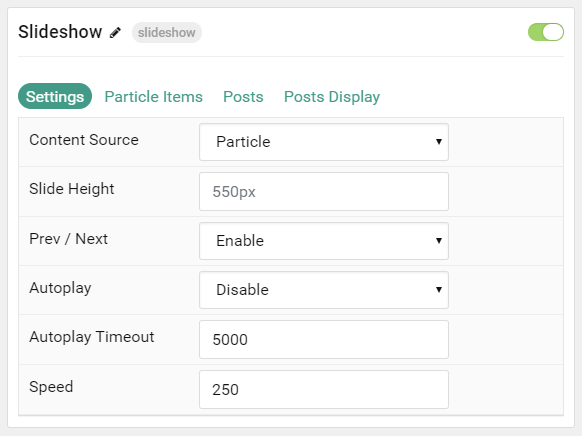 Slideshow slideshow
Settings Particle Items Posts Posts Display
Content Source Particle
Slide Height 550px
Prev / Next Enable
Autoplay Disable
Autoplay Timeout 5000
Speed 250